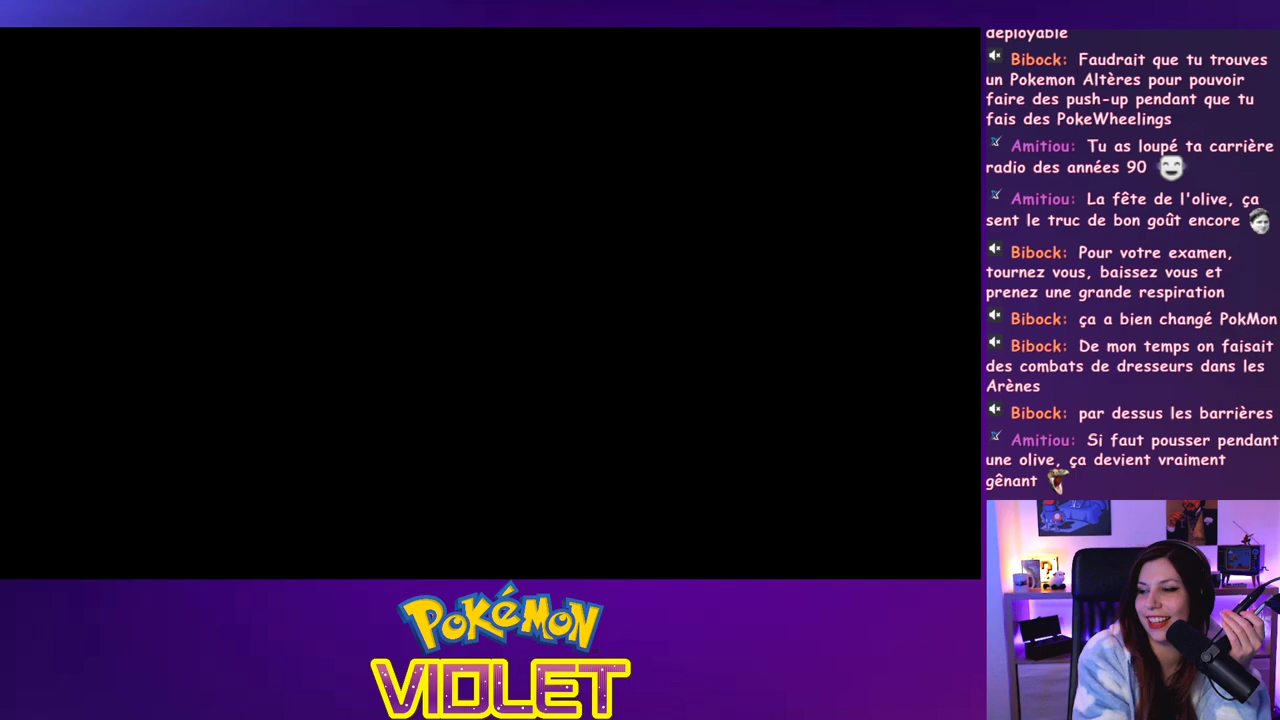 déployable
Bibock: Faudrait que tu trouves
un Pokemon Altères pour pouvoir
faire des push-up pendant que tu
fais des PokeWheelings
Amitiou: Tu as loupé ta carrière
radio des années 90
Amitiou: La fête de l'olive, ça
sent le truc de bon goût encore
Bibock: Pour votre examen,
tournez vous, baissez vous et
prenez une grande respiration
Bibock: ça a bien changé PokMon
Bibock: De mon temps on faisait
des combats de dresseurs dans les
Arènes
Bibock: par dessus les barrières
Amitiou: Si faut pousser pendant
une olive, ça devient vraiment
gênant
POKÉMON
VIOLET